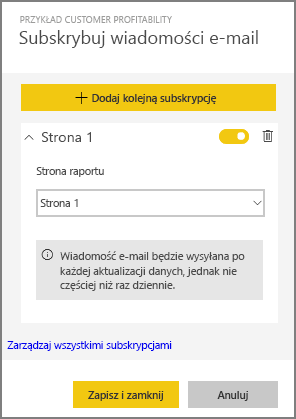 PRZYKŁAD CUSTOMER PROFITABILITY
Subskrybuj wiadomości e-mail
Dodaj kolejną subskrypcję
Strona 1
Strona raportu
Strona 1
Wiadomość e-mail będzie wysyłana po
każdej aktualizacji danych, jednak nie
częściej niż raz dziennie.
Zarządzaj wszystkimi subskrypcjami
Zapisz i zamknij
Anuluj